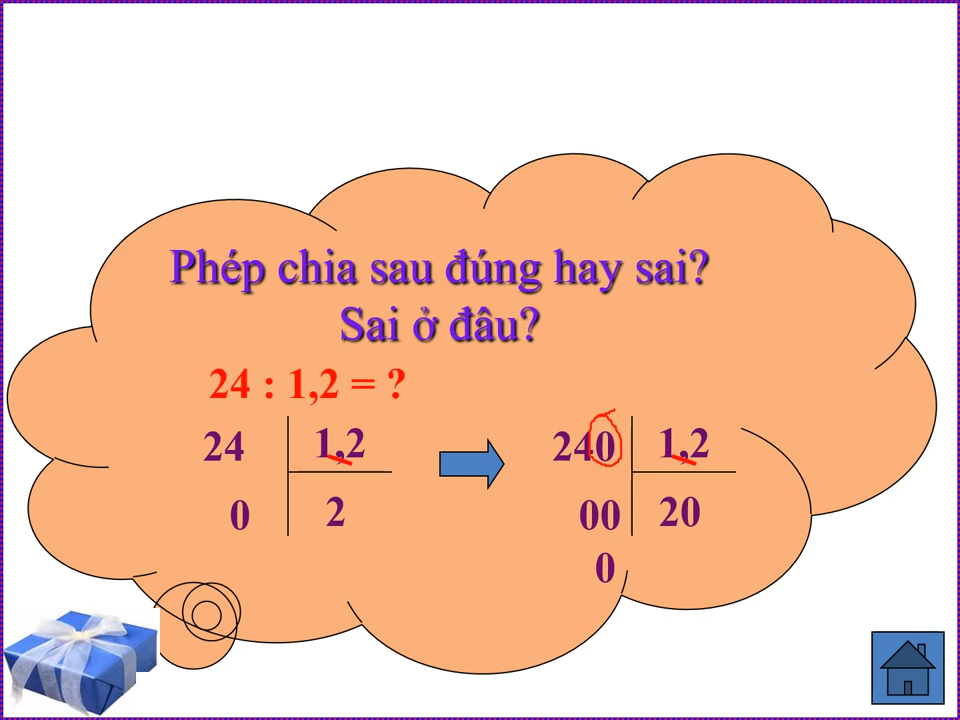 Phép chia sau đúng hay sai?
Sai ở đâu?
24 : 1,2 = ?
24 1,2
0 2
240 1,2
00 20
0